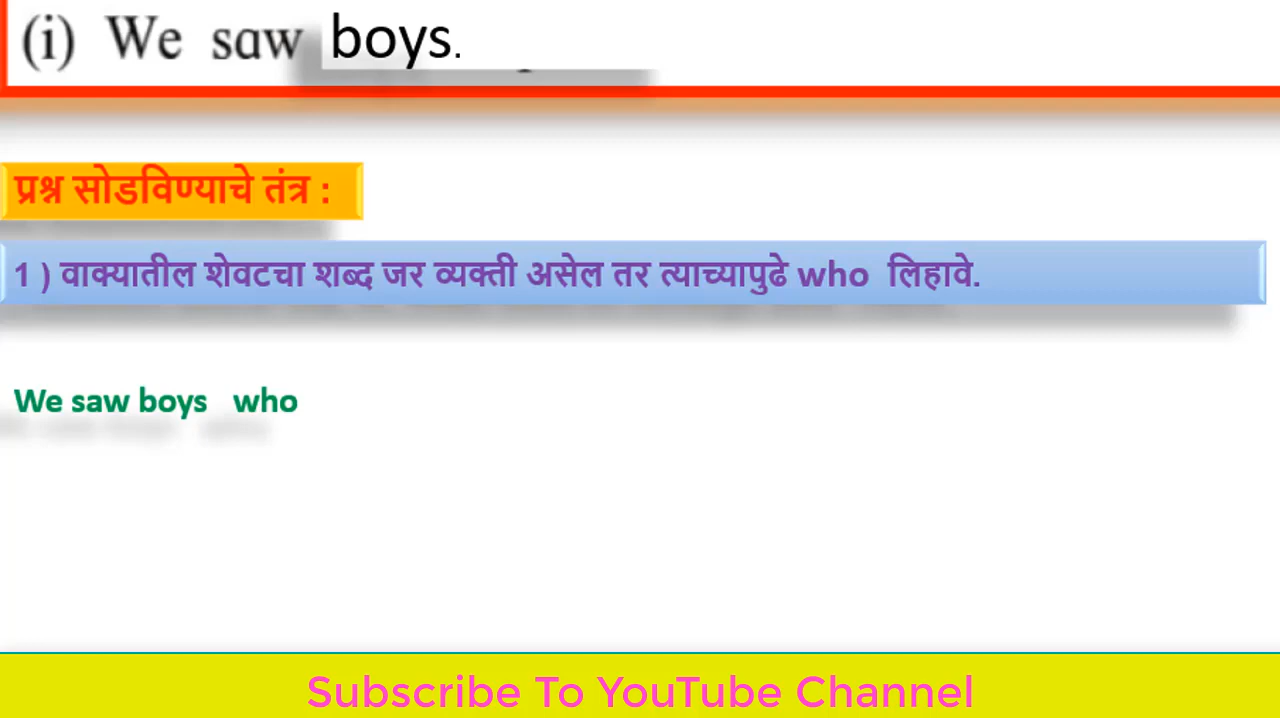 (i) We saw boys.
प्रश्न सोडविण्याचे तंत्र :
1 ) वाक्यातील शेवटचा शब्द जर व्यक्ती असेल तर त्याच्यापुढे who लिहावे.
We saw boys who
Subscribe To YouTube Channel